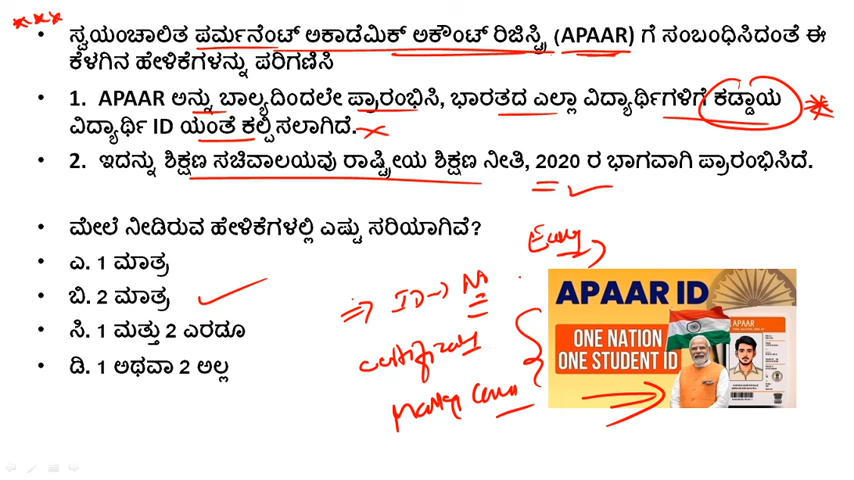 • ಸ್ವಯಂಚಾಲಿತ ಪರ್ಮನೆಂಟ್ ಅಕಾಡೆಮಿಕ್ ಅಕೌಂಟ್ ರಿಜಿಸ್ಟ್ರಿ (APAAR) ಗೆ ಸಂಬಂಧಿಸಿದಂತೆ ಈ
ಕೆಳಗಿನ ಹೇಳಿಕೆಗಳನ್ನು ಪರಿಗಣಿಸಿ
• 1. APAAR ಅನ್ನು ಬಾಲ್ಯದಿಂದಲೇ ಪ್ರಾರಂಭಿಸಿ, ಭಾರತದ ಎಲ್ಲಾ ವಿದ್ಯಾರ್ಥಿಗಳಿಗೆ ಕಡ್ಡಾಯ
ವಿದ್ಯಾರ್ಥಿ ID ಯಂತೆ ಕಲ್ಪಿಸಲಾಗಿದೆ.
• 2. ಇದನ್ನು ಶಿಕ್ಷಣ ಸಚಿವಾಲಯವು ರಾಷ್ಟ್ರೀಯ ಶಿಕ್ಷಣ ನೀತಿ, 2020 ರ ಭಾಗವಾಗಿ ಪ್ರಾರಂಭಿಸಿದೆ.
• ಮೇಲೆ ನೀಡಿರುವ ಹೇಳಿಕೆಗಳಲ್ಲಿ ಎಷ್ಟು ಸರಿಯಾಗಿವೆ?
• ಎ. 1 ಮಾತ್ರ
• ಬಿ. 2 ಮಾತ್ರ
• ಸಿ. 1 ಮತ್ತು 2 ಎರಡೂ
• ಡಿ. 1 ಅಥವಾ 2 ಅಲ್ಲ
ID
APAAR ID
ONE NATION
ONE STUDENT ID
APAAR